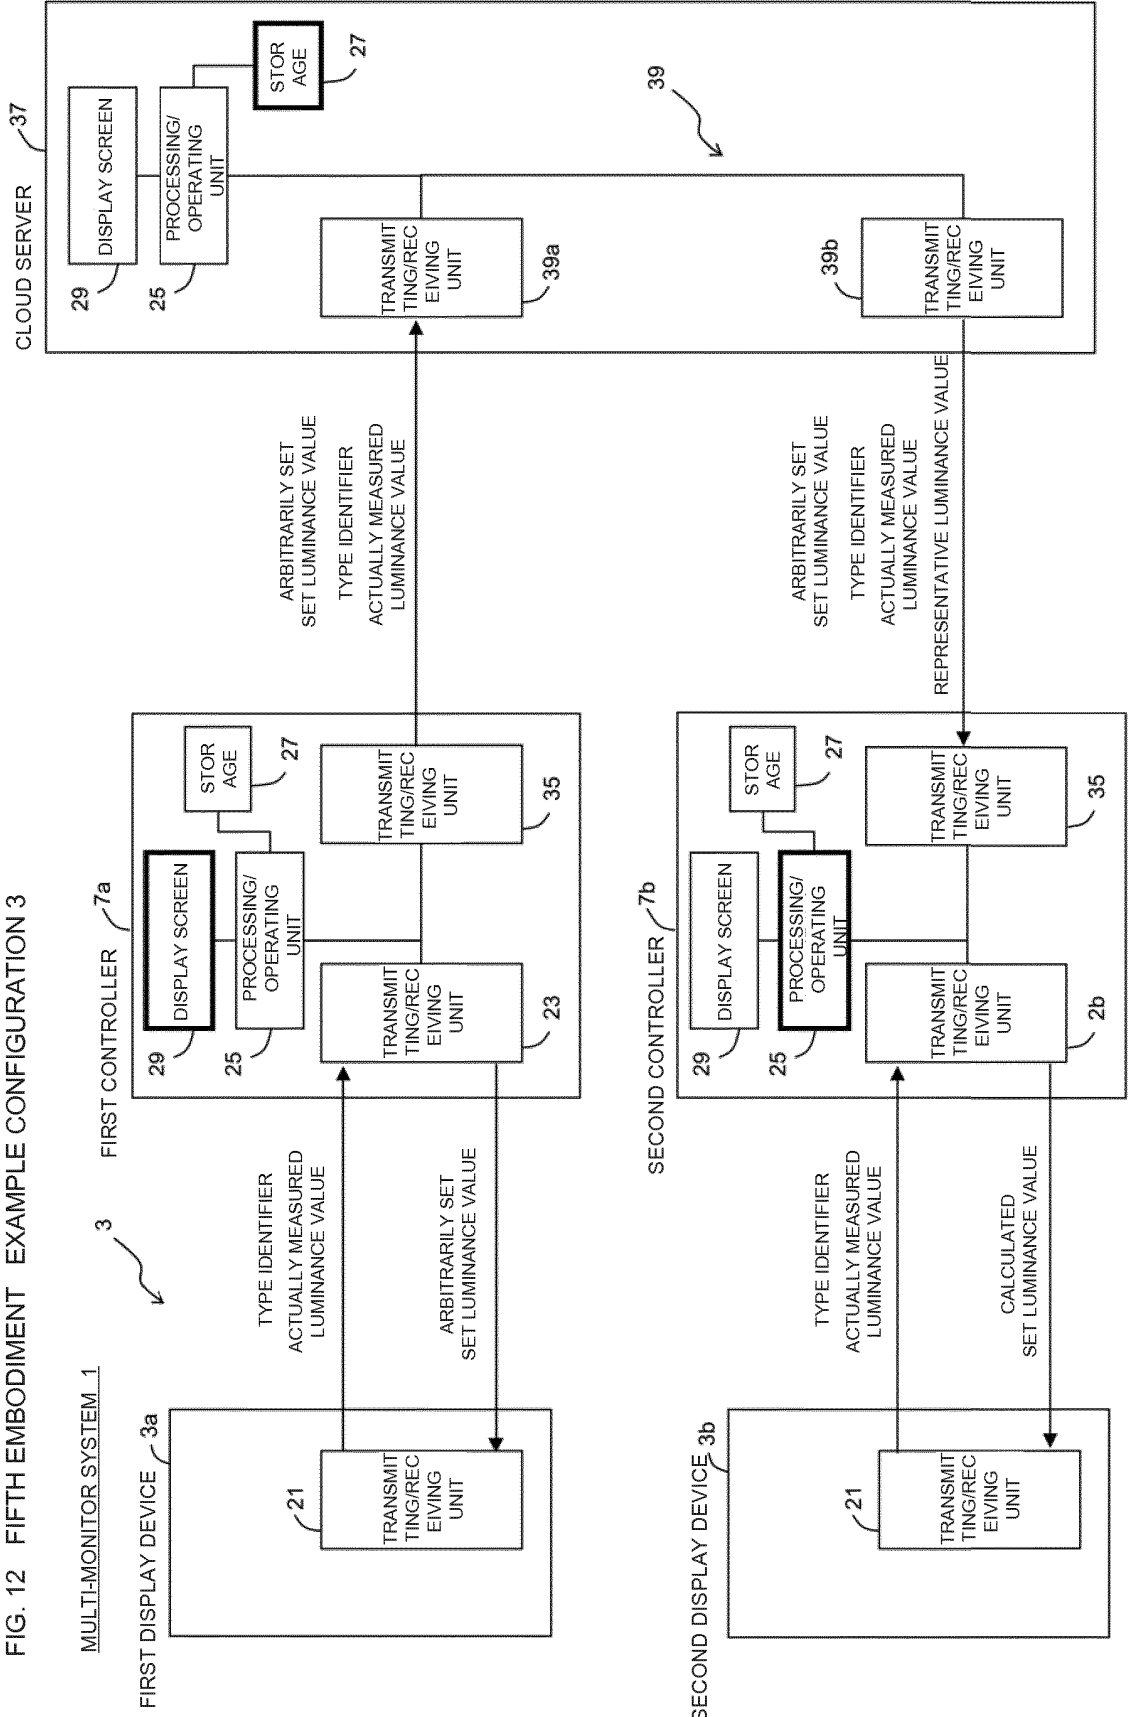 FIG. 12 FIFTH EMBODIMENT EXAMPLE CONFIGURATION 3
MULTI-MONITOR SYSTEM 1
3
FIRST DISPLAY DEVICE
3a
21
TRANSMIT
TING/REC
EIVING
UNIT
TYPE IDENTIFIER
ACTUALLY MEASURED
LUMINANCE VALUE
ARBITRARILY SET
SET LUMINANCE VALUE
FIRST CONTROLLER
7a
DISPLAY SCREEN
29
PROCESSING/
OPERATING
UNIT
25
STOR
AGE
27
TRANSMIT
TING/REC
EIVING
UNIT
23
TRANSMIT
TING/REC
EIVING
UNIT
35
ARBITRARILY SET
SET LUMINANCE VALUE
TYPE IDENTIFIER
ACTUALLY MEASURED
LUMINANCE VALUE
CLOUD SERVER
37
DISPLAY SCREEN
29
PROCESSING/
OPERATING
UNIT
25
STOR
AGE
27
TRANSMIT
TING/REC
EIVING
UNIT
39a
39
TRANSMIT
TING/REC
EIVING
UNIT
39b
SECOND DISPLAY DEVICE
3b
21
TRANSMIT
TING/REC
EIVING
UNIT
TYPE IDENTIFIER
ACTUALLY MEASURED
LUMINANCE VALUE
CALCULATED
SET LUMINANCE VALUE
SECOND CONTROLLER
7b
DISPLAY SCREEN
29
PROCESSING/
OPERATING
UNIT
25
STOR
AGE
27
TRANSMIT
TING/REC
EIVING
UNIT
2b
TRANSMIT
TING/REC
EIVING
UNIT
35
ARBITRARILY SET
SET LUMINANCE VALUE
TYPE IDENTIFIER
ACTUALLY MEASURED
LUMINANCE VALUE
REPRESENTATIVE LUMINANCE VALUE